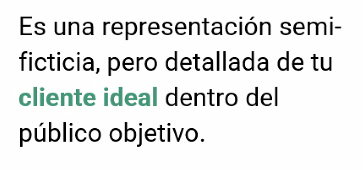 Es una representación semi-
ficticia, pero detallada de tu
cliente ideal dentro del
público objetivo.